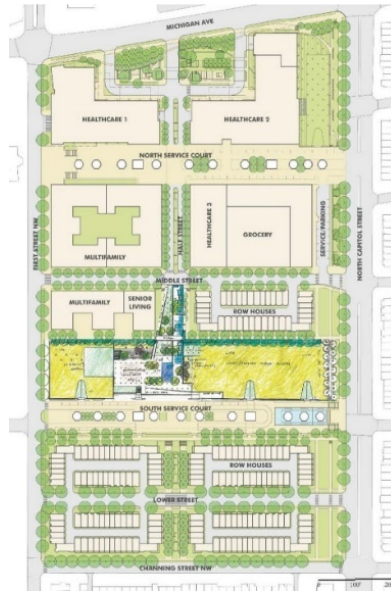 MICHIGAN AVE
HEALTHCARE 1
HEALTHCARE 2
NORTH SERVICE COURT
FIRST STREET NW
HALF STREET
HEALTHCARE 3
GROCERY
SERVICE/PARKING
NORTH CAPITOL STREET
MULTIFAMILY
MIDDLE STREET
MULTIFAMILY
SENIOR
LIVING
ROW HOUSES
SOUTH SERVICE COURT
ROW HOUSES
LOWER STREET
CHANNING STREET NW
0 100'